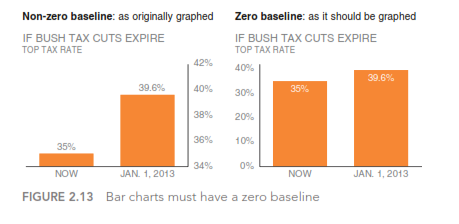 Non-zero baseline: as originally graphed
IF BUSH TAX CUTS EXPIRE
TOP TAX RATE
42%
40%
38%
36%
34%
39.6%
35%
NOW
JAN. 1, 2013
Zero baseline: as it should be graphed
IF BUSH TAX CUTS EXPIRE
TOP TAX RATE
40%
30%
20%
10%
0%
35%
39.6%
NOW
JAN. 1, 2013
FIGURE 2.13 Bar charts must have a zero baseline